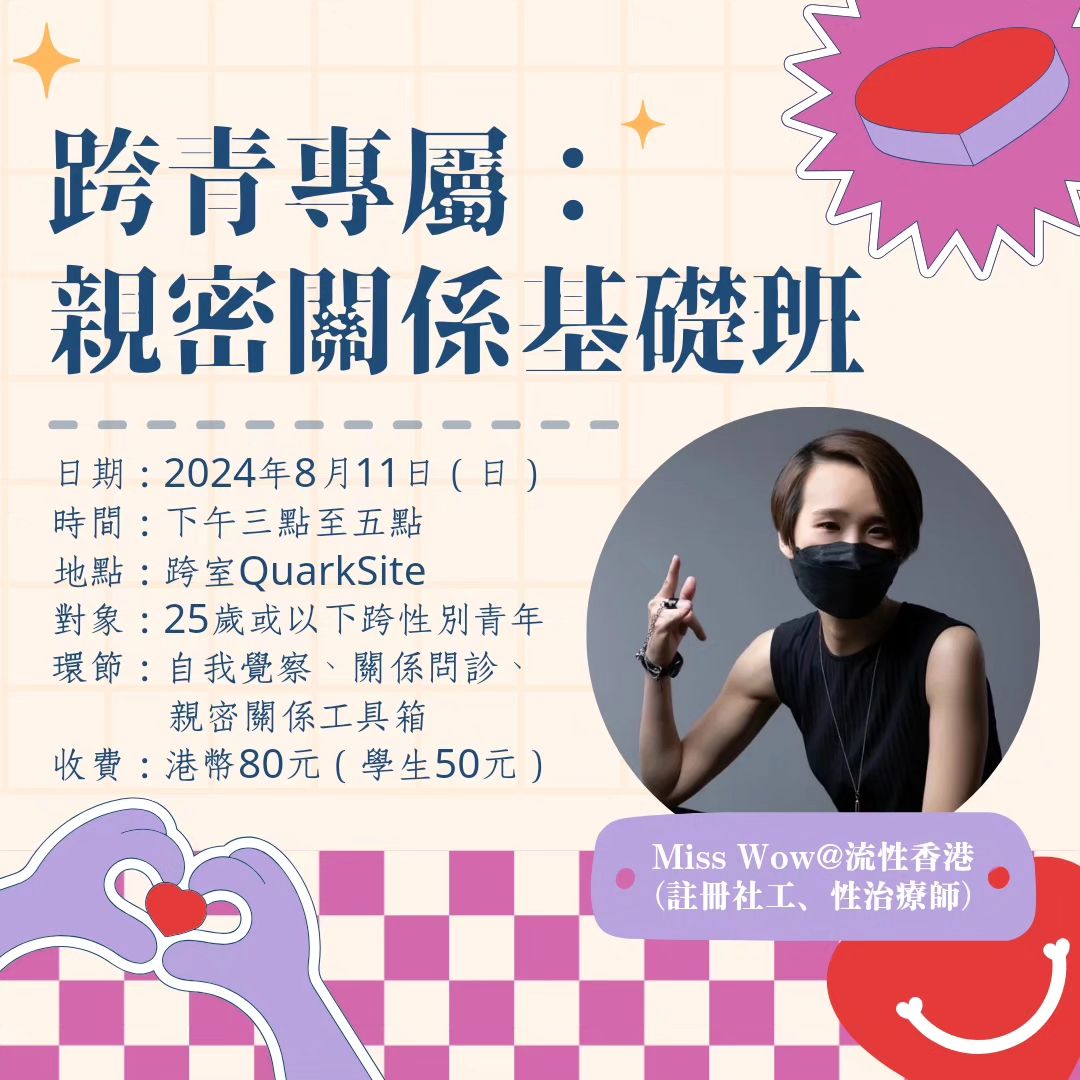 跨青專屬：
親密關係基礎班
日期：2024年8月11日（日）
時間：下午三點至五點
地點：跨室QuarkSite
對象：25歲或以下跨性別青年
環節：自我覺察、關係問診、
親密關係工具箱
收費：港幣80元（學生50元）
Miss Wow@流性香港
（註冊社工、性治療師）